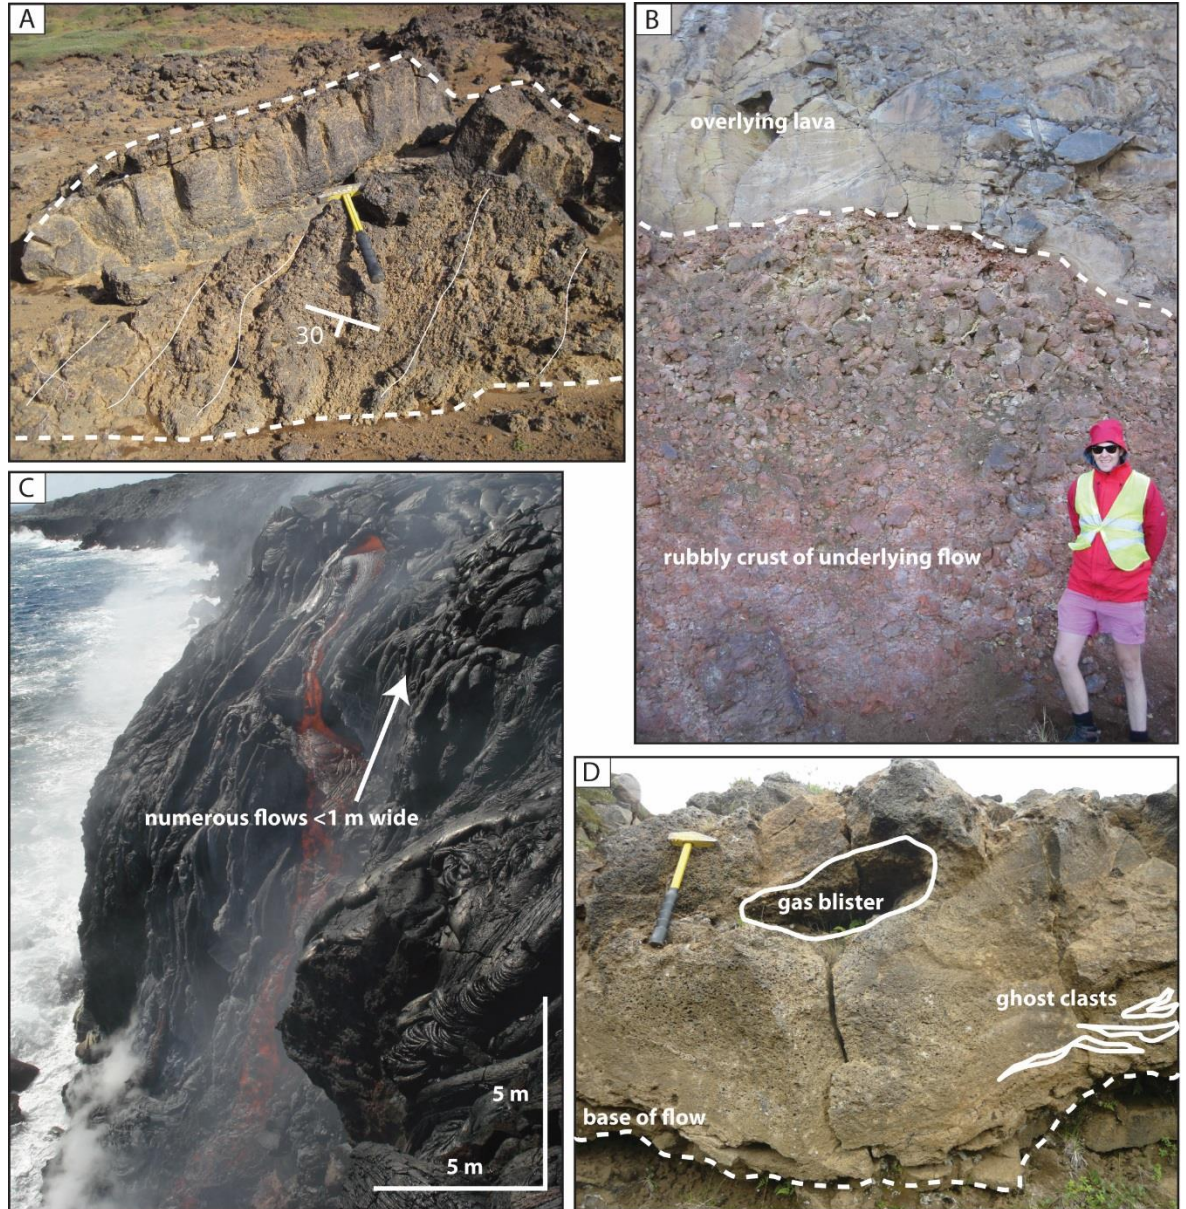 A
30
B
overlying lava
rubbly crust of underlying flow
C
numerous flows <1 m wide
5 m
5 m
D
gas blister
ghost clasts
base of flow